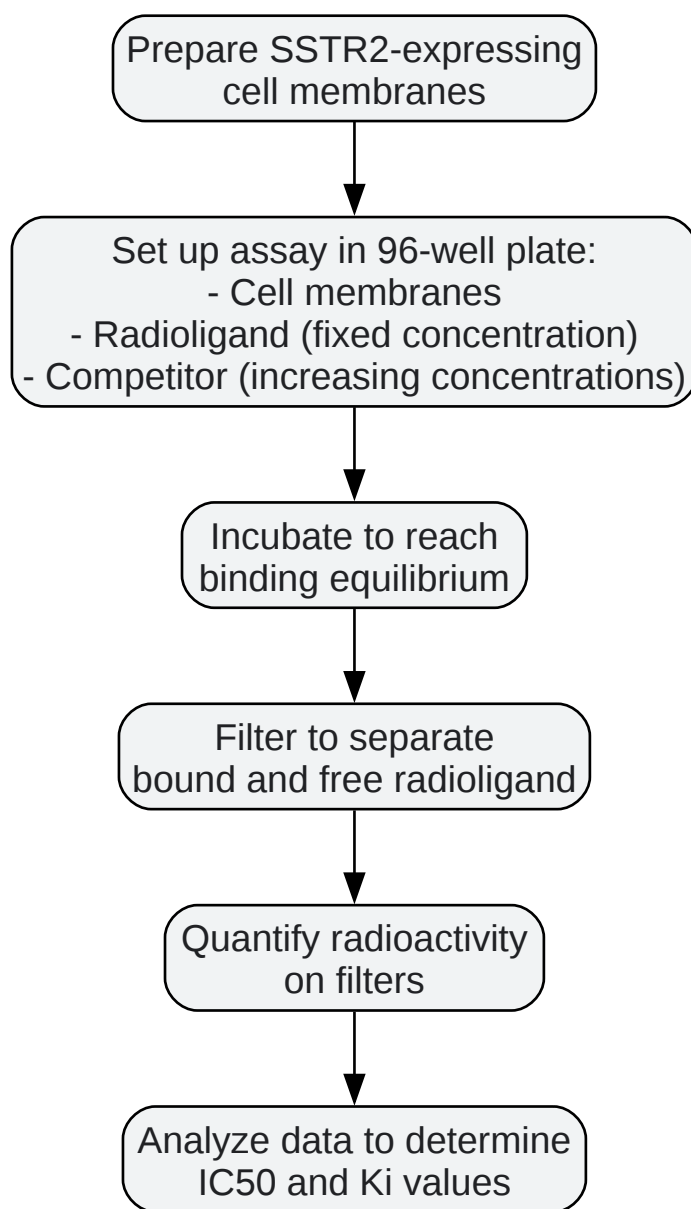 Prepare SSTR2-expressing
cell membranes
Set up assay in 96-well plate:
- Cell membranes
- Radioligand (fixed concentration)
- Competitor (increasing concentrations)
Incubate to reach
binding equilibrium
Filter to separate
bound and free radioligand
Quantify radioactivity
on filters
Analyze data to determine
IC50 and Ki values